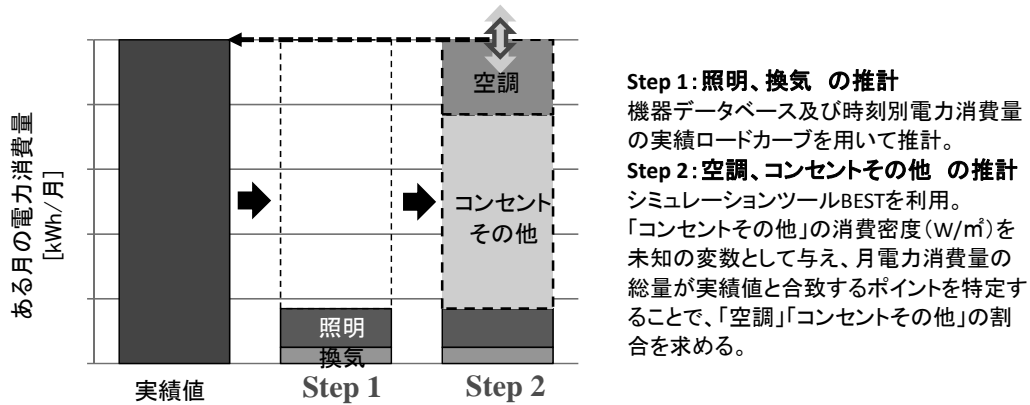 ある月の電力消費量
[kWh/月]
空調
コンセント
その他
照明
換気
実績値
Step 1
Step 2
Step 1：照明、換気　の推計
機器データベース及び時刻別電力消費量
の実績ロードカーブを用いて推計。
Step 2：空調、コンセントその他　の推計
シミュレーションツールBESTを利用。
「コンセントその他」の消費密度（W/㎡）を
未知の変数として与え、月電力消費量の
総量が実績値と合致するポイントを特定す
ることで、「空調」「コンセントその他」の割
合を求める。